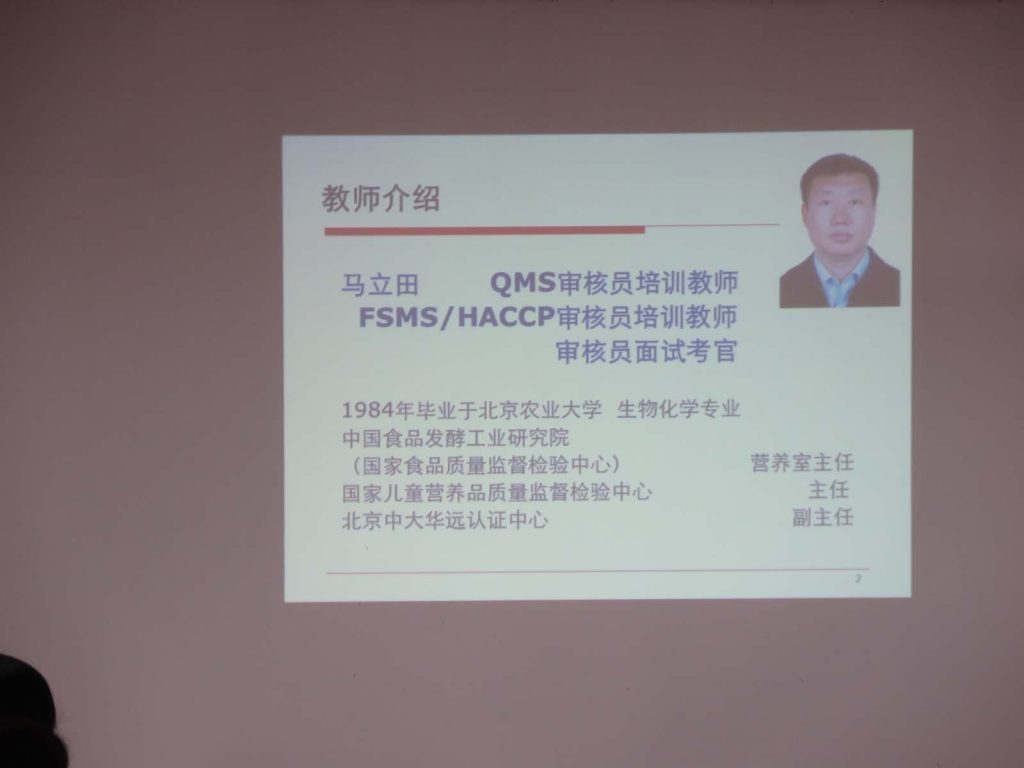 教师介绍
马立田 QMS审核员培训教师
FSMS/HACCP审核员培训教师
审核员面试考官
1984年毕业于北京农业大学 生物化学专业
中国食品发酵工业研究院
（国家食品质量监督检验中心） 营养室主任
国家儿童营养品质量监督检验中心 主任
北京中大华远认证中心 副主任
2